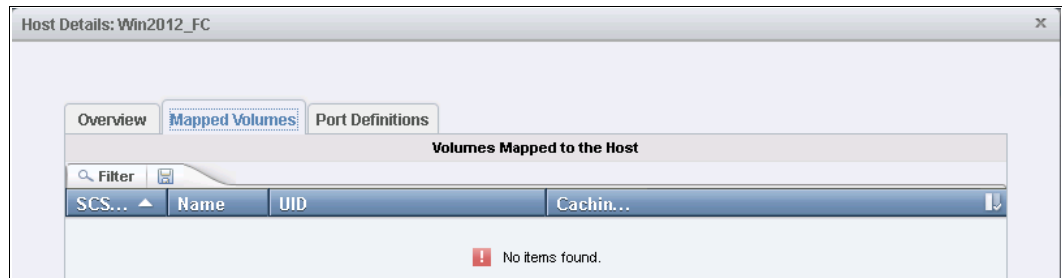 Host Details: Win2012_FC x
Overview Mapped Volumes Port Definitions
Volumes Mapped to the Host
Filter
SCS... Name UID Cachin...
! No items found.